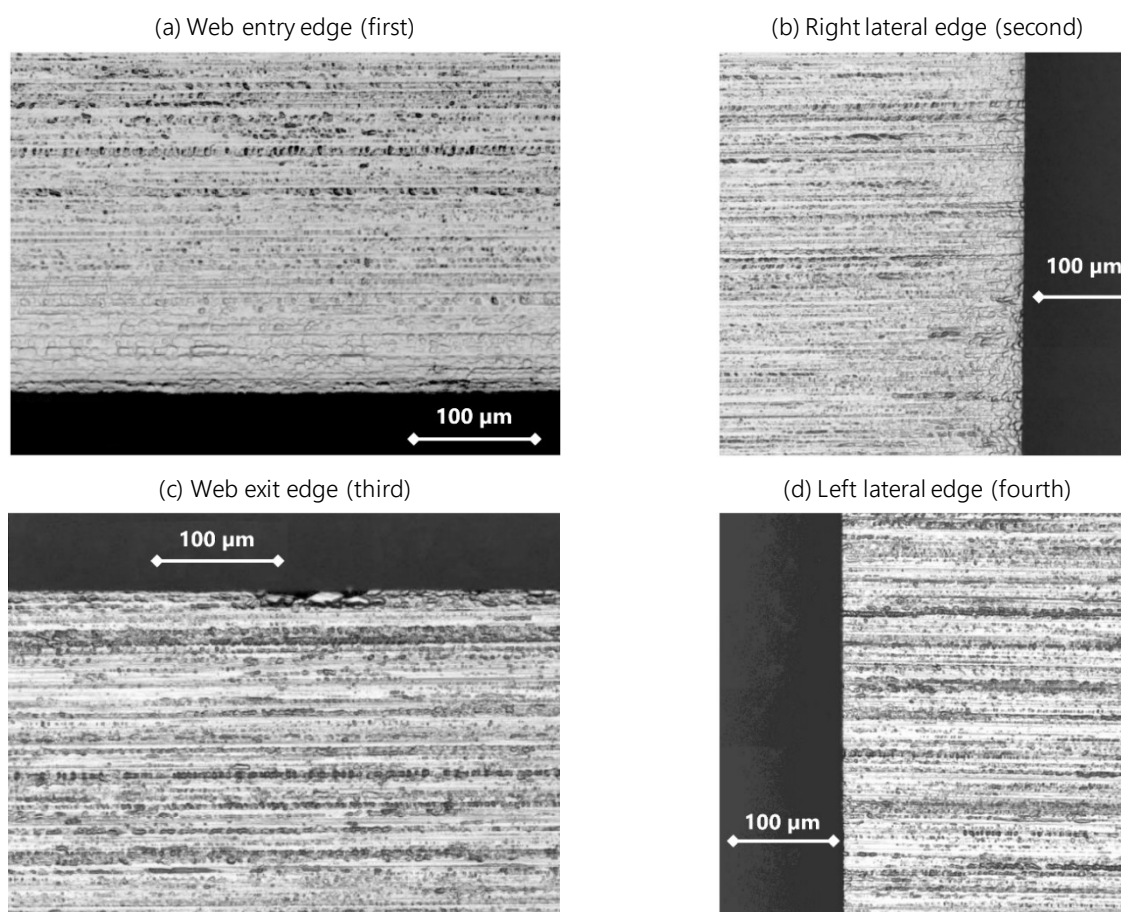 (a) Web entry edge (first)
(b) Right lateral edge (second)
100 µm
100 µm
(c) Web exit edge (third)
(d) Left lateral edge (fourth)
100 µm
100 µm